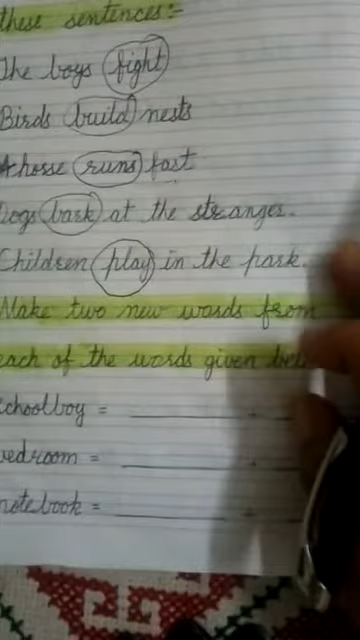 these sentences:-
The boys fight
Birds build nests
A horse runs fast
Dogs bark at the stranger.
Children play in the park.
Make two new words from
each of the words given
schoolboy =
bedroom =
notebook =